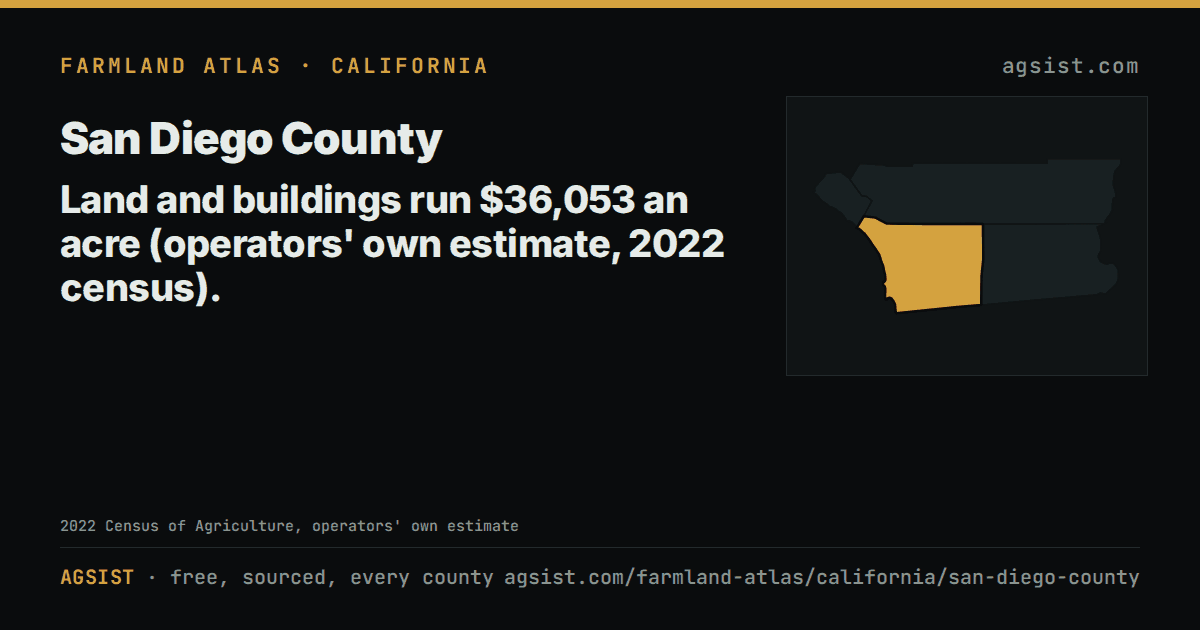 FARMLAND ATLAS · CALIFORNIA
agsist.com
San Diego County
Land and buildings run $36,053 an
acre (operators' own estimate, 2022
census).
2022 Census of Agriculture, operators' own estimate
AGSIST · free, sourced, every county agsist.com/farmland-atlas/california/san-diego-county